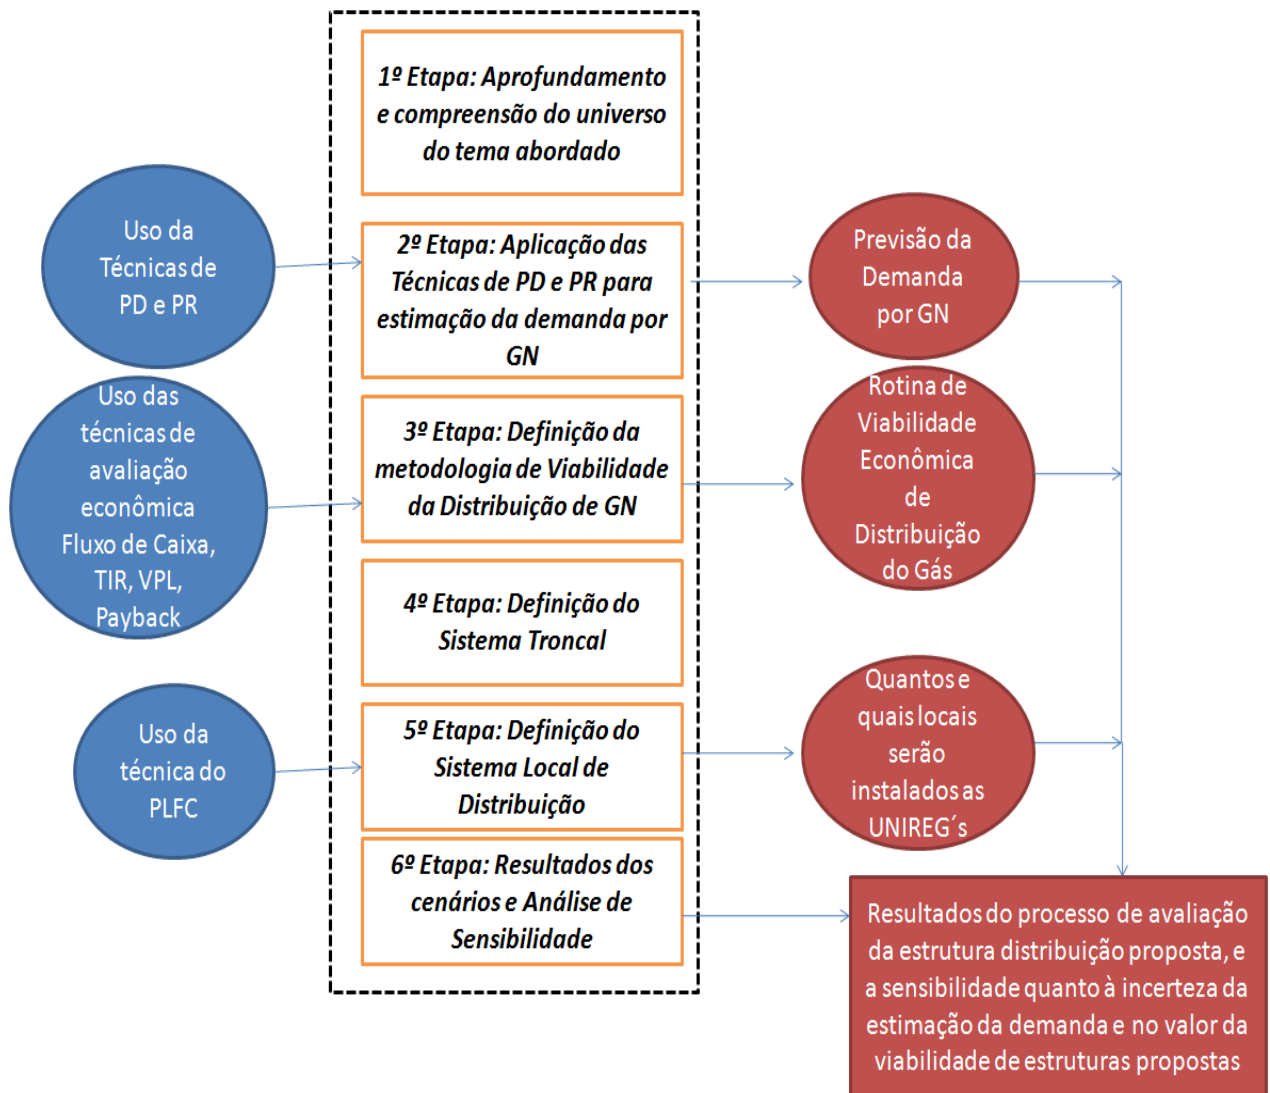 1º Etapa: Aprofundamento
e compreensão do universo
do tema abordado
Uso da
Técnicas de
PD e PR
2º Etapa: Aplicação das
Técnicas de PD e PR para
estimação da demanda por
GN
Previsão da
Demanda
por GN
Uso das
técnicas de
avaliação
econômica
Fluxo de Caixa,
TIR, VPL,
Payback
3º Etapa: Definição da
metodologia de Viabilidade
da Distribuição de GN
Rotina de
Viabilidade
Econômica
de
Distribuição
do Gás
4º Etapa: Definição do
Sistema Troncal
Uso da
técnica do
PLFC
5º Etapa: Definição do
Sistema Local de
Distribuição
Quantos e
quais locais
serão
instalados as
UNIREG´s
6º Etapa: Resultados dos
cenários e Análise de
Sensibilidade
Resultados do processo de avaliação
da estrutura distribuição proposta, e
a sensibilidade quanto à incerteza da
estimação da demanda e no valor da
viabilidade de estruturas propostas